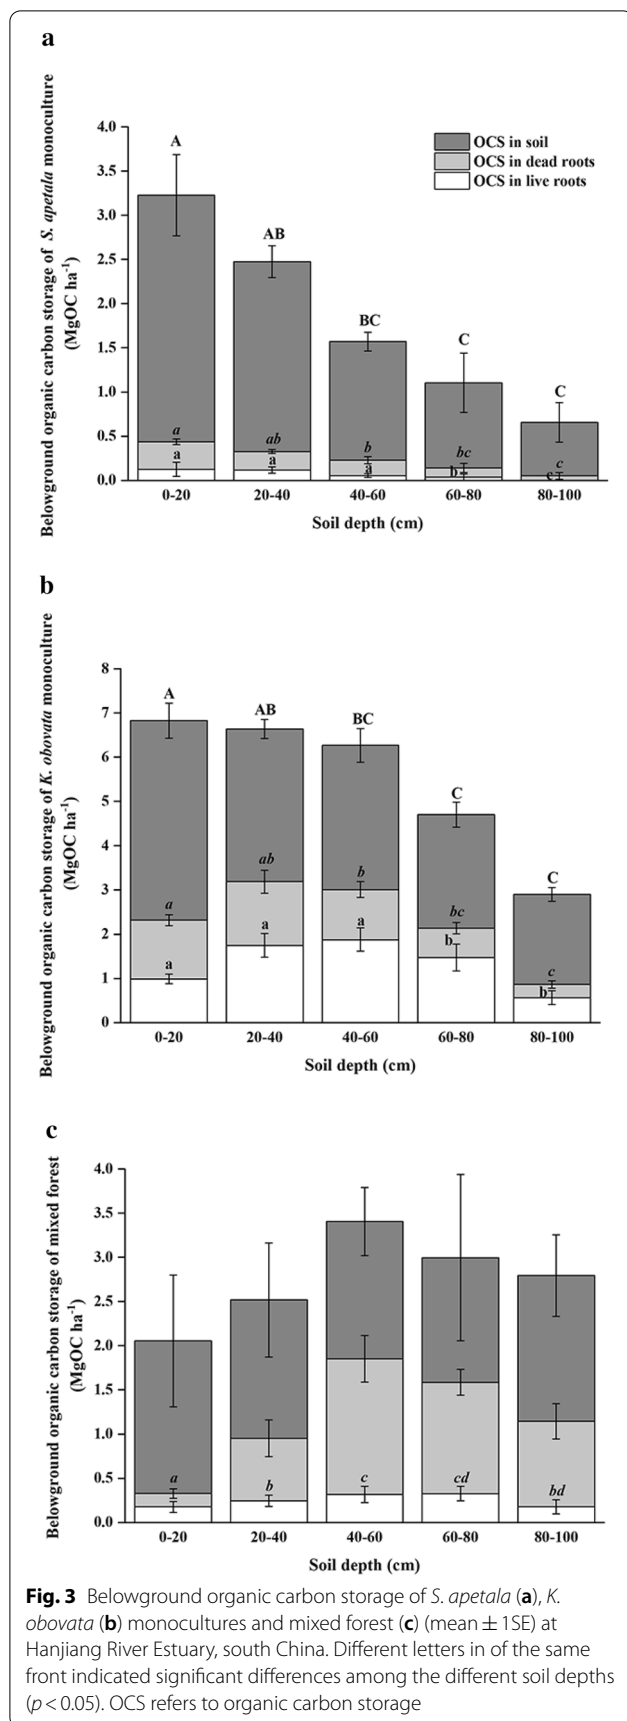 a
Belowground organic carbon storage of S. apetala monoculture
(MgOC ha⁻¹)
4.0
3.5
3.0
2.5
2.0
1.5
1.0
0.5
0.0
OCS in soil
OCS in dead roots
OCS in live roots
A
AB
BC
C
C
a
ab
b
bc
c
a
a
a
b
c
0-20
20-40
40-60
60-80
80-100
Soil depth (cm)
b
Belowground organic carbon storage of K. obovata monoculture
(MgOC ha⁻¹)
8
7
6
5
4
3
2
1
0
A
AB
BC
C
C
a
ab
b
bc
c
a
a
a
b
b
0-20
20-40
40-60
60-80
80-100
Soil depth (cm)
c
Belowground organic carbon storage of mixed forest
(MgOC ha⁻¹)
4.0
3.5
3.0
2.5
2.0
1.5
1.0
0.5
0.0
a
b
c
cd
bd
0-20
20-40
40-60
60-80
80-100
Soil depth (cm)
Fig. 3 Belowground organic carbon storage of S. apetala (a), K.
obovata (b) monocultures and mixed forest (c) (mean ± 1SE) at
Hanjiang River Estuary, south China. Different letters in of the same
front indicated significant differences among the different soil depths
(p < 0.05). OCS refers to organic carbon storage